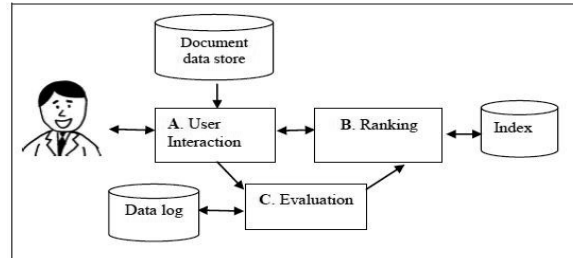 Document
data store
A. User
Interaction
B. Ranking
Index
C. Evaluation
Data log